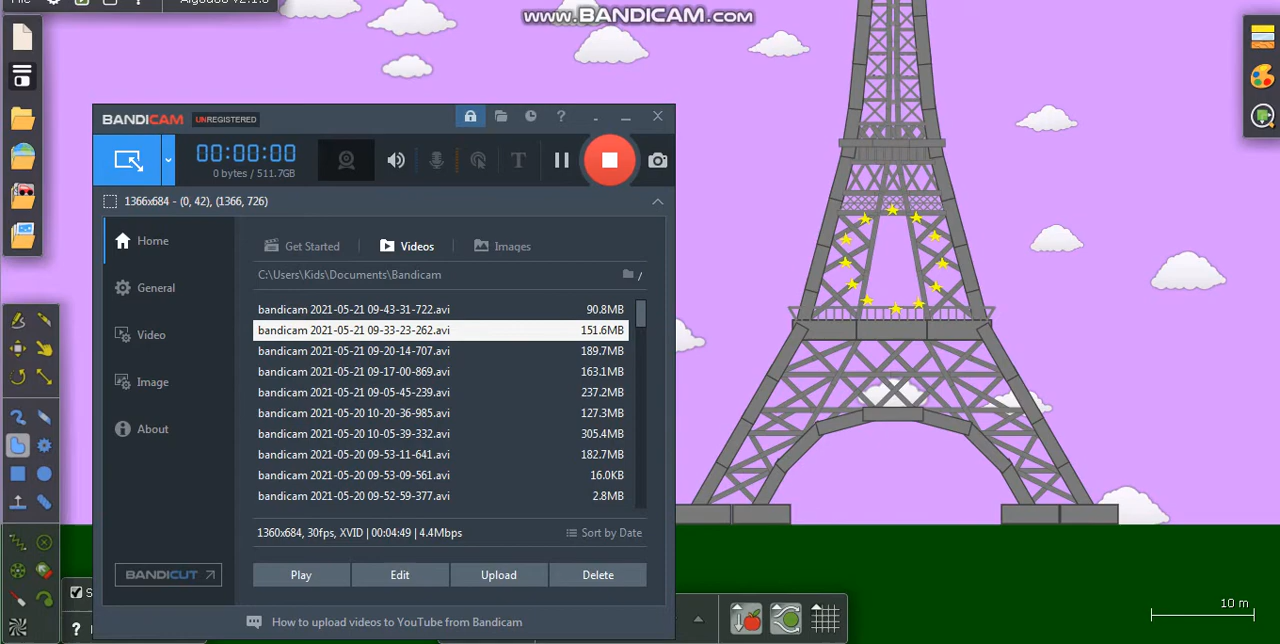 File
Algodoo v2.1.0
www.BANDICAM.com
BANDICAM UNREGISTERED
00:00:00
0 bytes / 511.7GB
1366x684 - (0, 42), (1366, 726)
Home
General
Video
Image
About
Get Started
Videos
Images
C:\Users\Kids\Documents\Bandicam
bandicam 2021-05-21 09-43-31-722.avi 90.8MB
bandicam 2021-05-21 09-33-23-262.avi 151.6MB
bandicam 2021-05-21 09-20-14-707.avi 189.7MB
bandicam 2021-05-21 09-17-00-869.avi 163.1MB
bandicam 2021-05-21 09-05-45-239.avi 237.2MB
bandicam 2021-05-20 10-20-36-985.avi 127.3MB
bandicam 2021-05-20 10-05-39-332.avi 305.4MB
bandicam 2021-05-20 09-53-11-641.avi 182.7MB
bandicam 2021-05-20 09-53-09-561.avi 16.0KB
bandicam 2021-05-20 09-52-59-377.avi 2.8MB
1360x684, 30fps, XVID | 00:04:49 | 4.4Mbps
Sort by Date
BANDICUT
Play
Edit
Upload
Delete
How to upload videos to YouTube from Bandicam
10 m